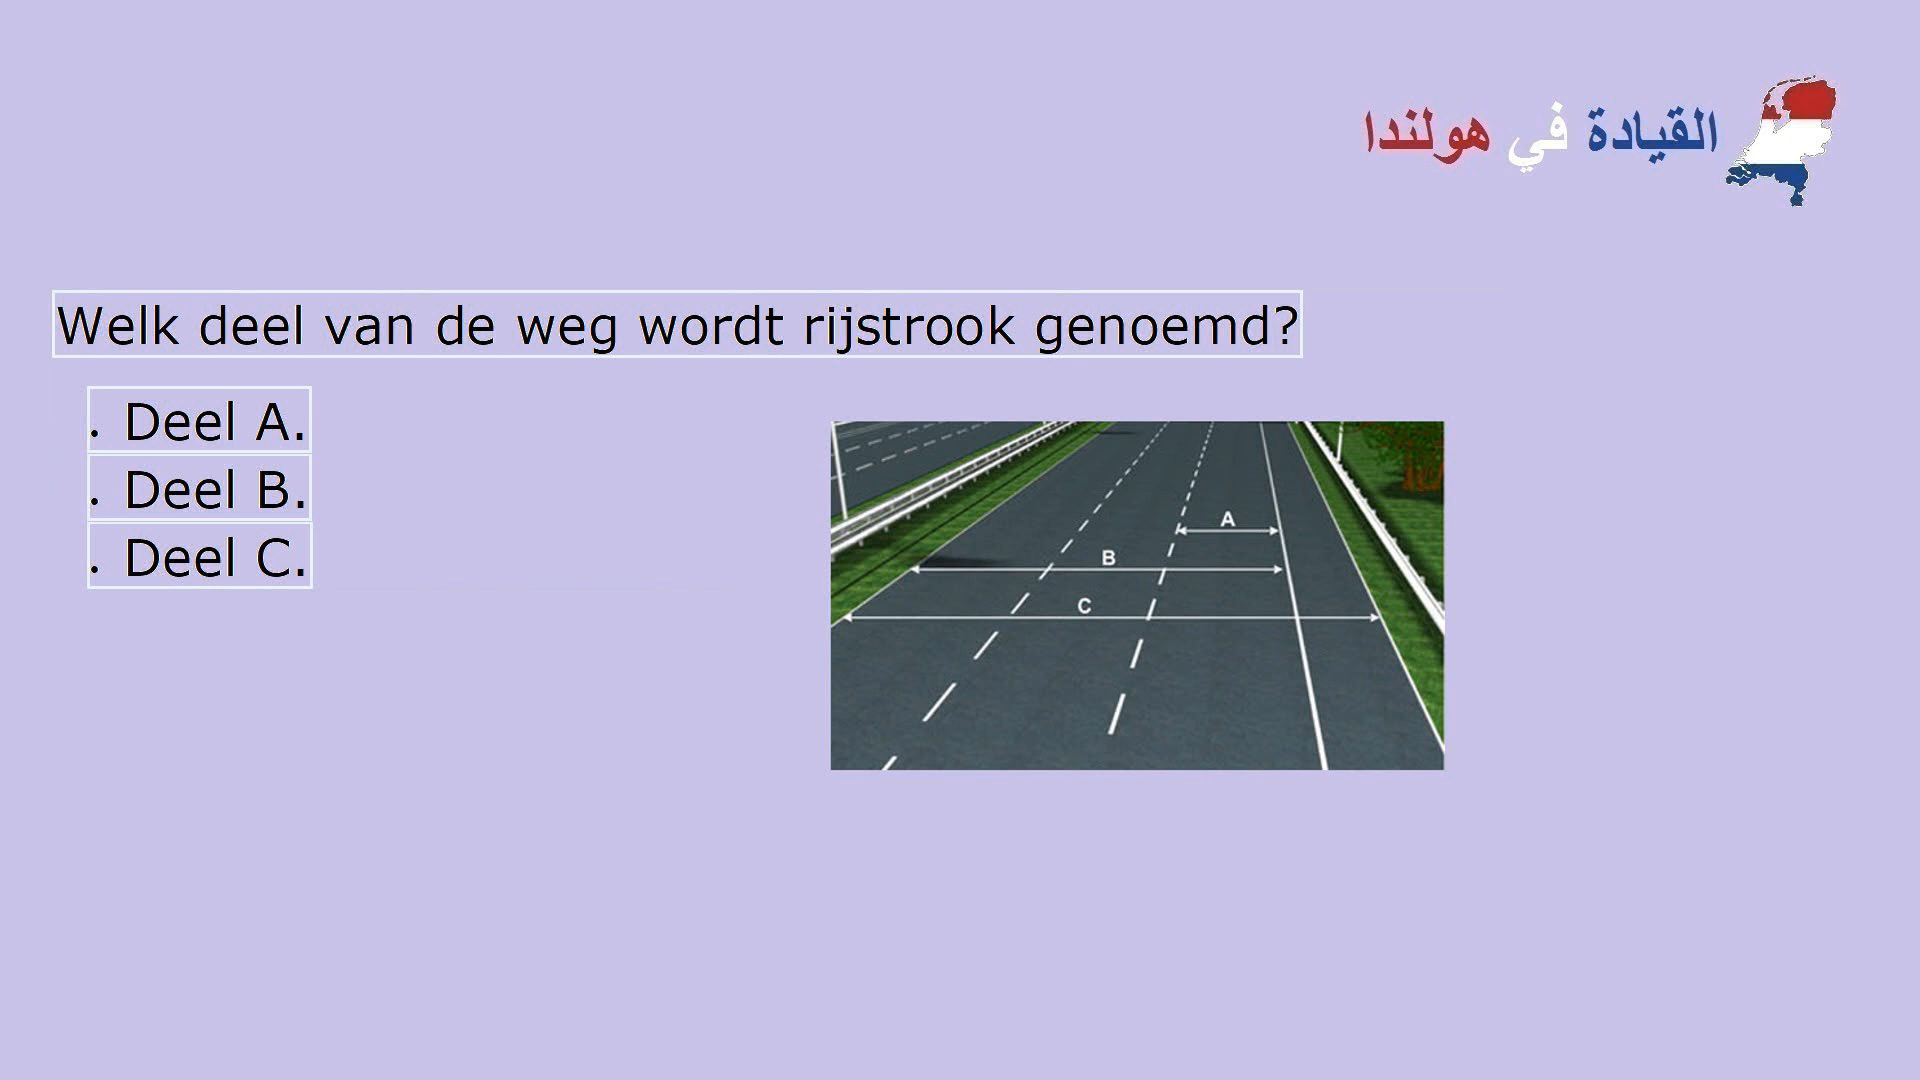 القيادة في هولندا
Welk deel van de weg wordt rijstrook genoemd?
. Deel A.
. Deel B.
. Deel C.
A
B
C